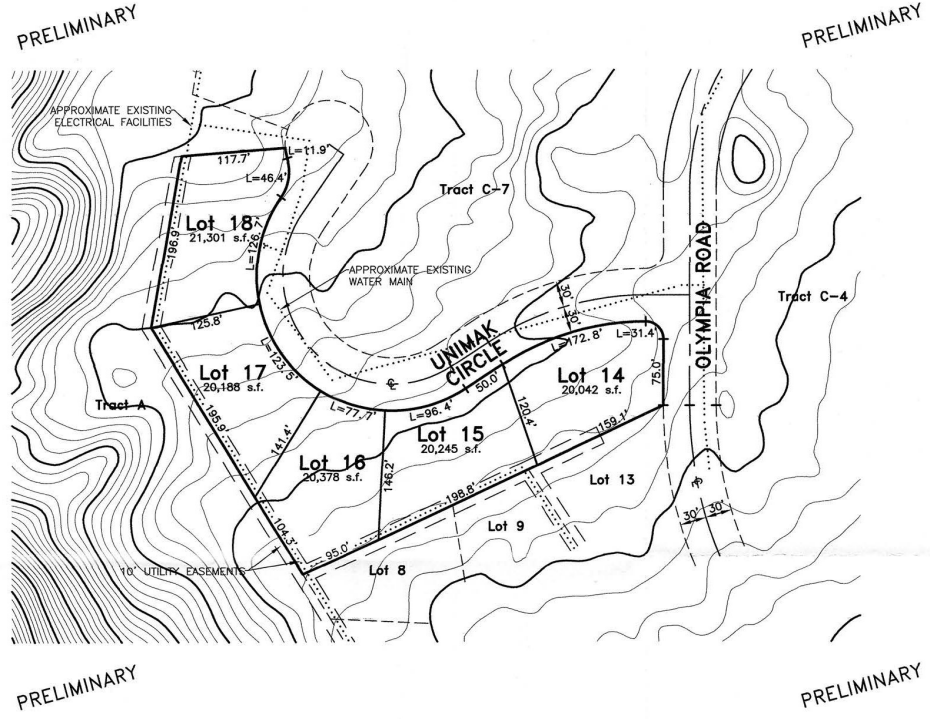 PRELIMINARY
PRELIMINARY
APPROXIMATE EXISTING
ELECTRICAL FACILITIES
117.7'
L=11.9'
L=46.4'
Tract C-7
Lot 18
21,301 s.f.
196.9'
L=126.7'
APPROXIMATE EXISTING
WATER MAIN
OLYMPIA ROAD
Tract C-4
30'
30'
125.8'
UNIMAK
CIRCLE
L=172.8'
L=31.4'
L=123.5'
Lot 17
20,188 s.f.
50.0'
Lot 14
20,042 s.f.
75.0'
Tract A
195.9'
L=77.7'
L=96.4'
120.4'
159.1'
141.4'
Lot 15
20,245 s.f.
Lot 16
20,378 s.f.
146.2'
198.8'
Lot 13
104.3'
Lot 9
30'
30'
95.0'
10' UTILITY EASEMENTS
Lot 8
PRELIMINARY
PRELIMINARY